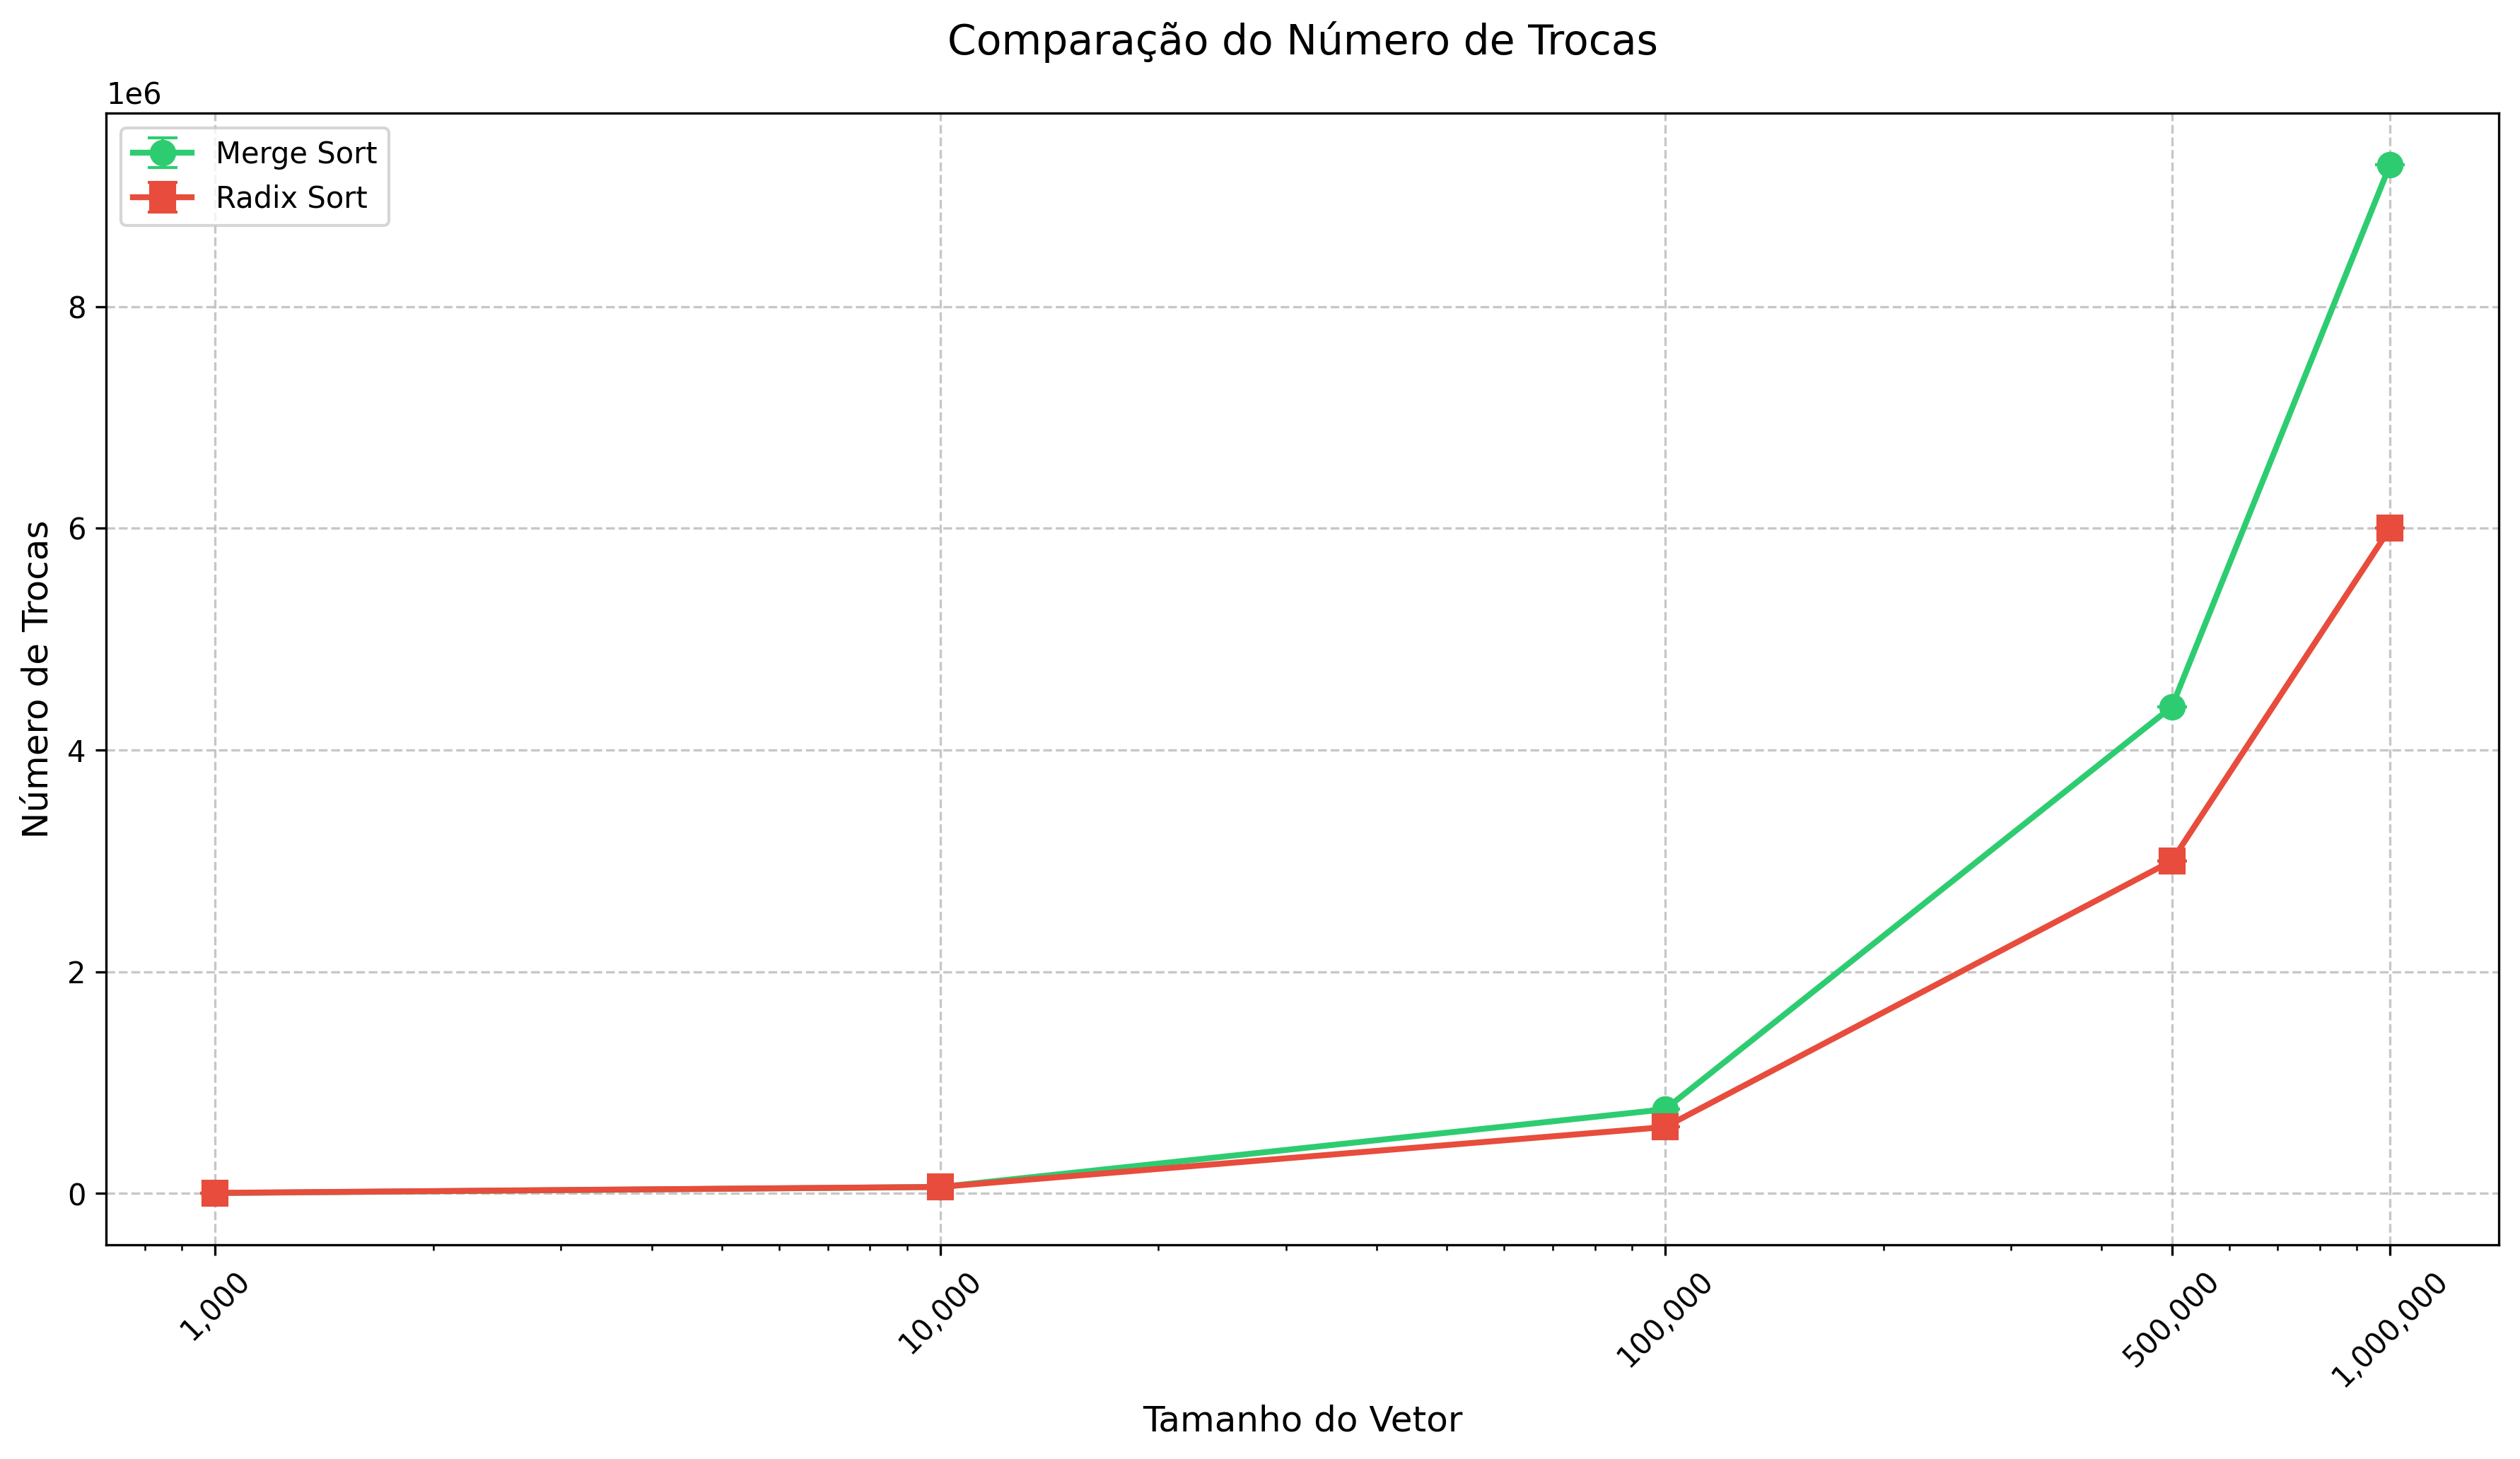 Comparação do Número de Trocas
1e6
Merge Sort
Radix Sort
8
6
4
2
0
Número de Trocas
1,000
10,000
100,000
500,000
1,000,000
Tamanho do Vetor